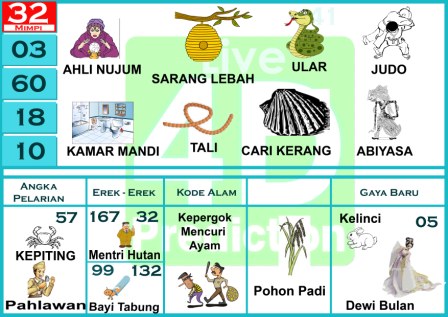 32
Mimpi
03
60
18
10
AHLI NUJUM
SARANG LEBAH
ULAR
JUDO
KAMAR MANDI
TALI
CARI KERANG
ABIYASA
live
41
4D
Prediction
ANGKA
PELARIAN
EREK - EREK
KODE ALAM
GAYA BARU
57
KEPITING
Pahlawan
167 32
Mentri Hutan
99 132
Bayi Tabung
Kepergok
Mencuri
Ayam
Pohon Padi
Kelinci
05
Dewi Bulan